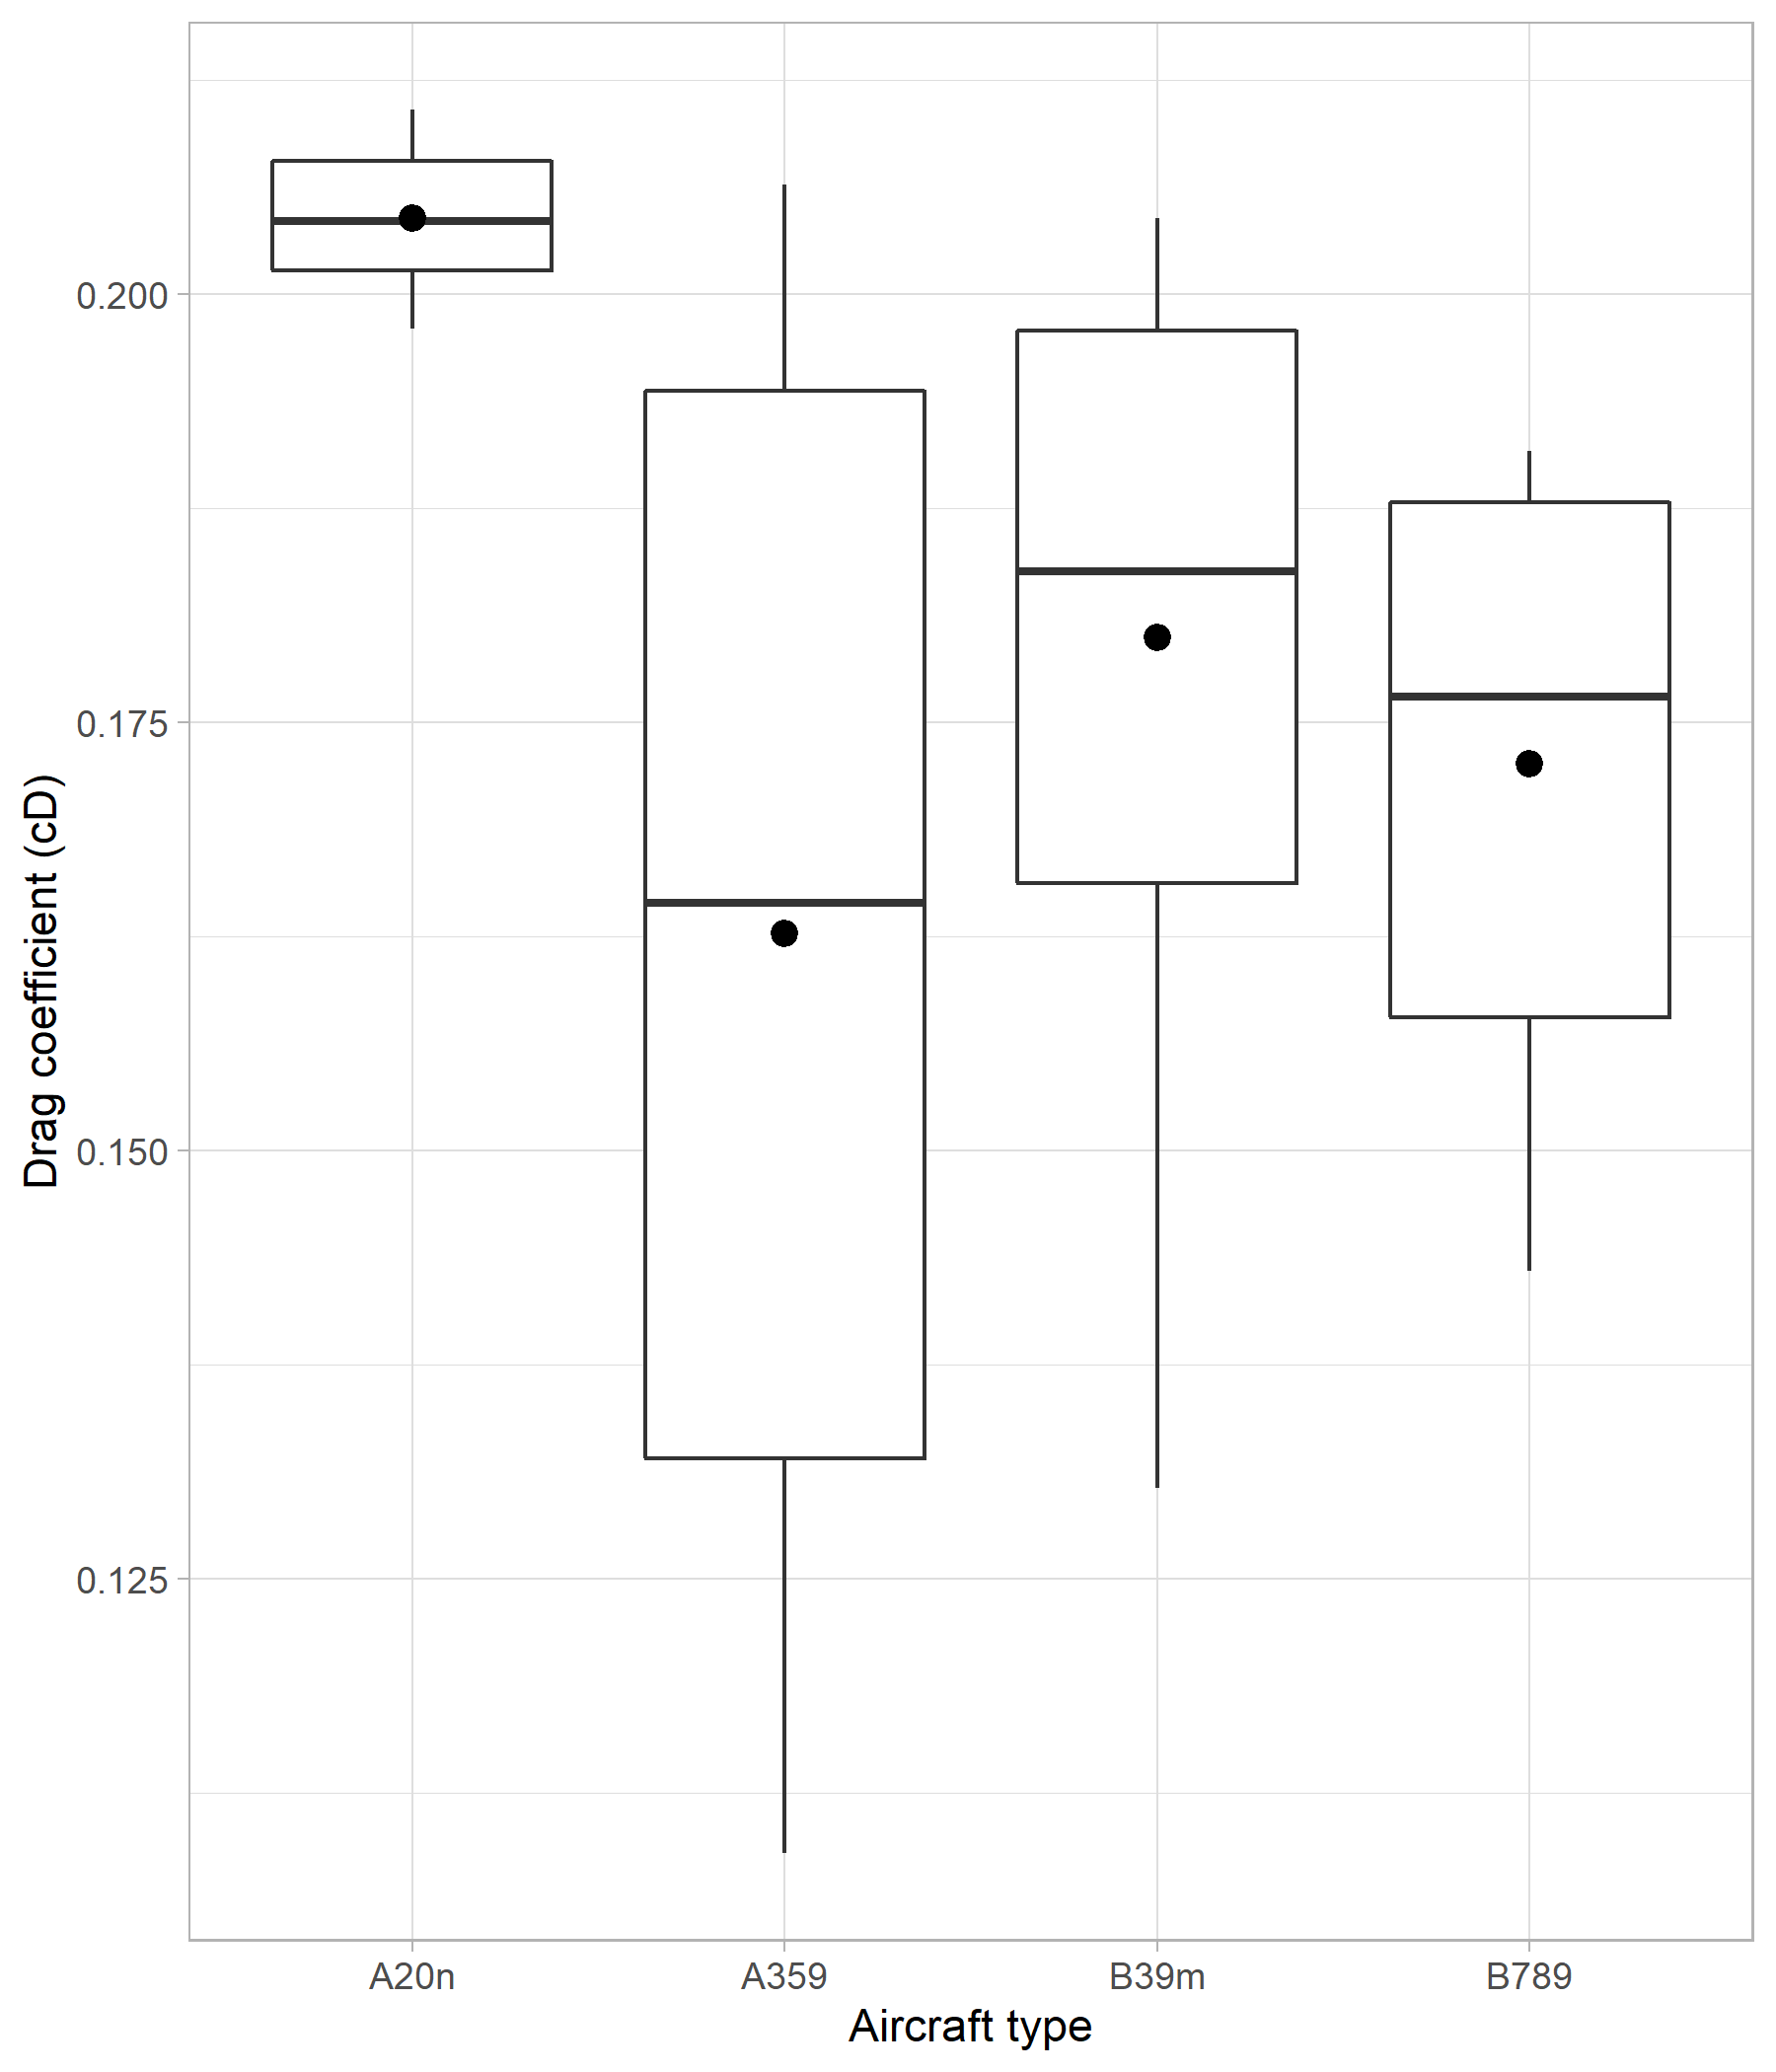 Drag coefficient (cD)
0.200
0.175
0.150
0.125
A20n
A359
B39m
B789
Aircraft type